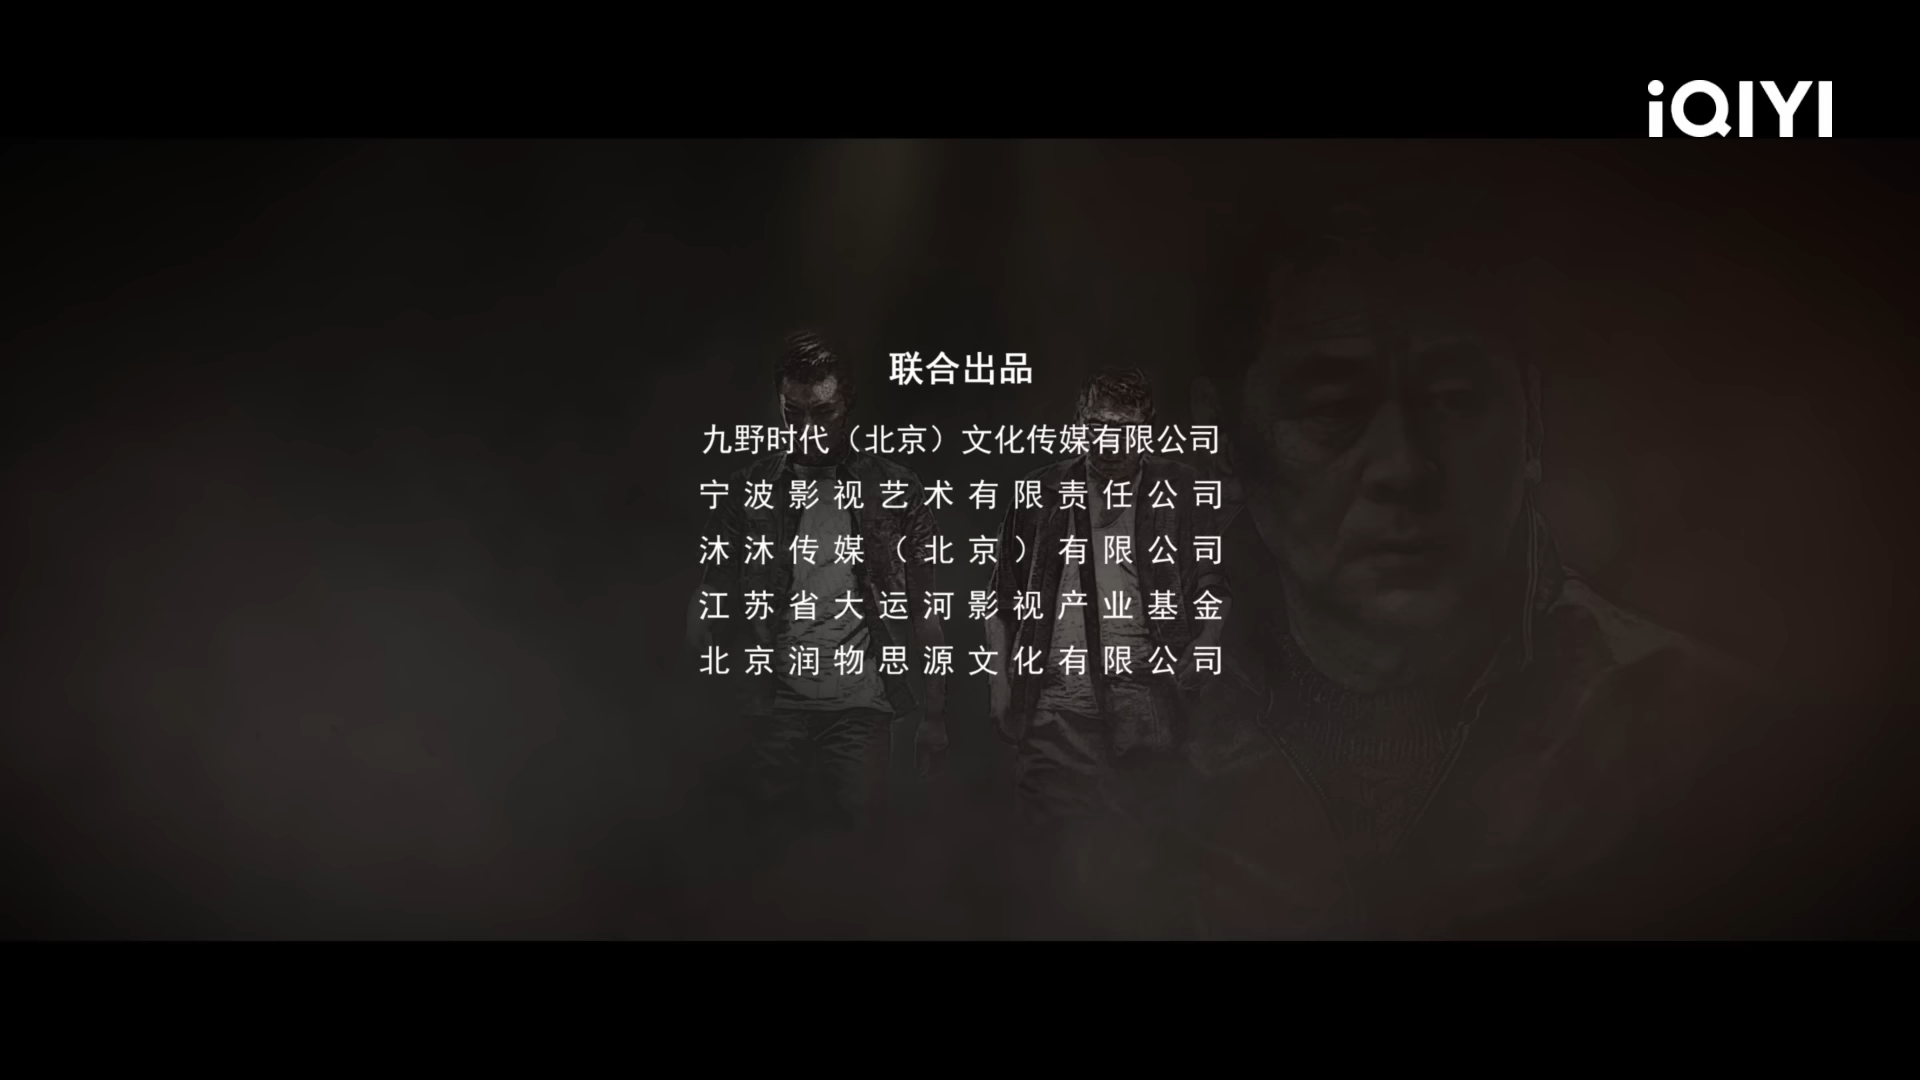 iQIYI
联合出品
九野时代（北京）文化传媒有限公司
宁波影视艺术有限责任公司
沐沐传媒（北京）有限公司
江苏省大运河影视产业基金
北京润物思源文化有限公司